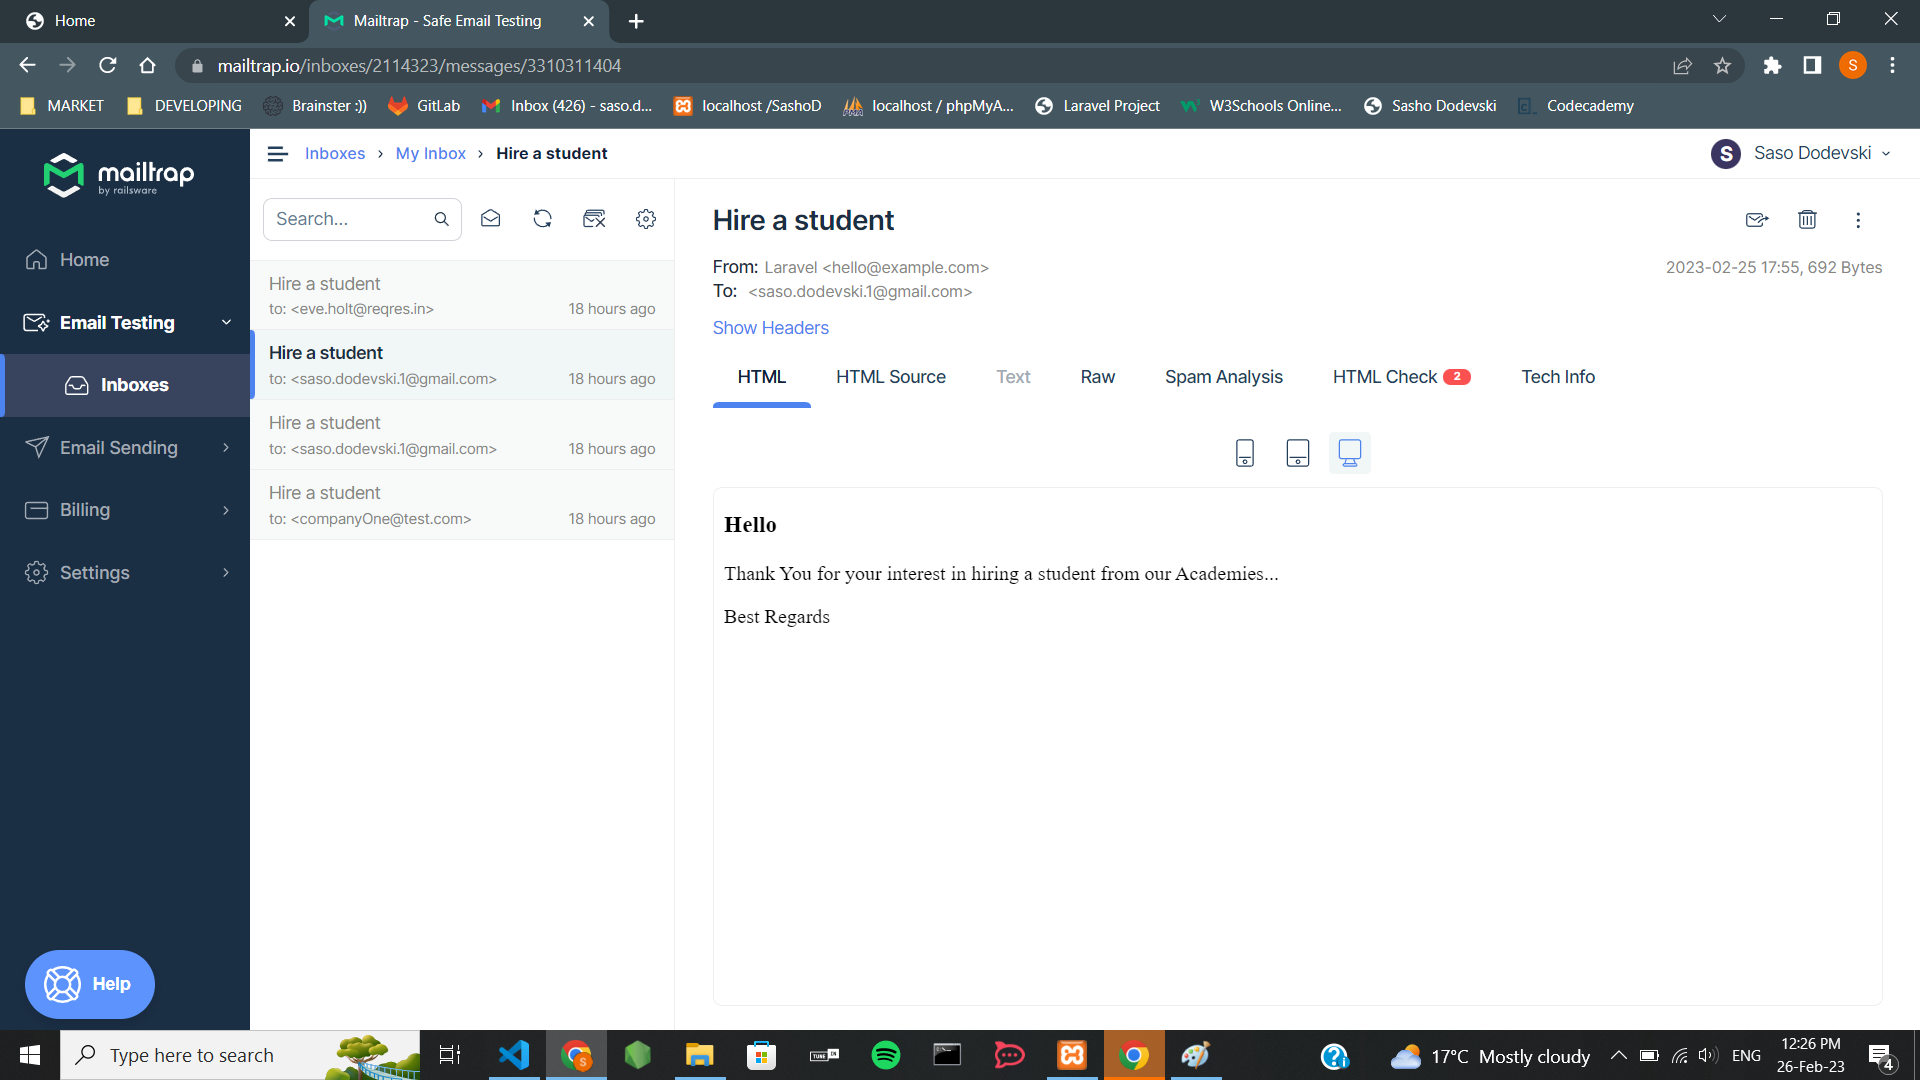 Home
Mailtrap - Safe Email Testing
mailtrap.io/inboxes/2114323/messages/3310311404
S
MARKET
DEVELOPING
Brainster :))
GitLab
Inbox (426) - saso.d...
localhost /SashoD
localhost / phpMyA...
Laravel Project
W3Schools Online...
Sasho Dodevski
Codecademy
mailtrap
by railsware
Inboxes › My Inbox › Hire a student
S Saso Dodevski
Home
Email Testing
Inboxes
Email Sending
Billing
Settings
Help
Search...
Hire a student
to: <eve.holt@reqres.in> 18 hours ago
Hire a student
to: <saso.dodevski.1@gmail.com> 18 hours ago
Hire a student
to: <saso.dodevski.1@gmail.com> 18 hours ago
Hire a student
to: <companyOne@test.com> 18 hours ago
Hire a student
From: Laravel <hello@example.com>
2023-02-25 17:55, 692 Bytes
To: <saso.dodevski.1@gmail.com>
Show Headers
HTML
HTML Source
Text
Raw
Spam Analysis
HTML Check 2
Tech Info
Hello
Thank You for your interest in hiring a student from our Academies...
Best Regards
Type here to search
TUNE IN
17°C Mostly cloudy
ENG
12:26 PM
26-Feb-23
4